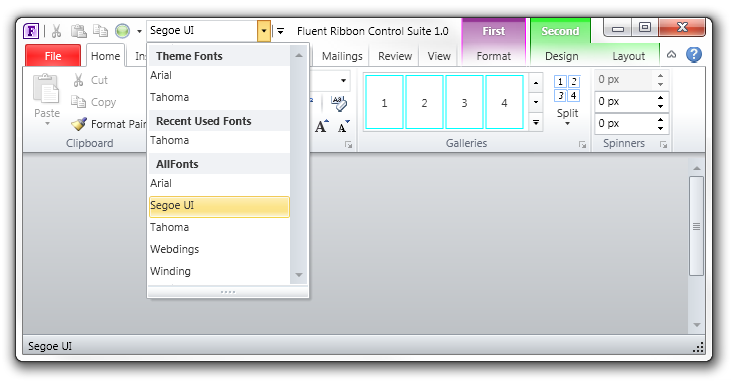 F Segoe UI Fluent Ribbon Control Suite 1.0 First Second
File Home In Mailings Review View Format Design Layout ?
Theme Fonts
Arial
Tahoma
Recent Used Fonts
Tahoma
AllFonts
Arial
Segoe UI
Tahoma
Webdings
Winding
Paste
Cut
Copy
Format Pain
Clipboard
Ab
A A
1 2 3 4
1 2
3 4
Split
Galleries
0 px
0 px
0 px
Spinners
Segoe UI